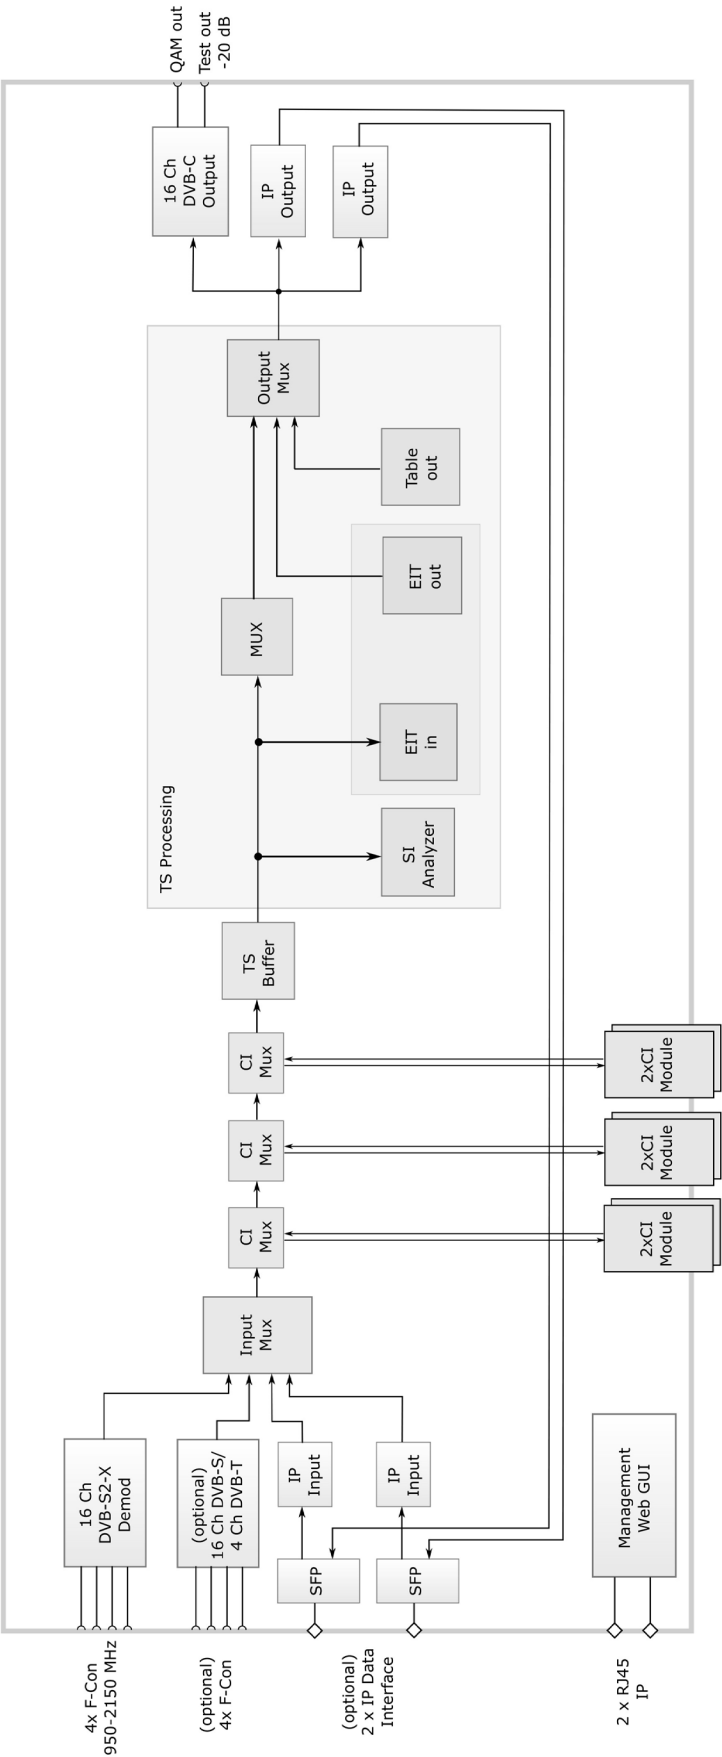 4x F-Con
950-2150 MHz
(optional)
4x F-Con
(optional)
2 x IP Data
Interface
2 x RJ45
IP
16 Ch
DVB-S2-X
Demod
(optional)
16 Ch DVB-S/
4 Ch DVB-T
SFP
SFP
IP
Input
IP
Input
Management
Web GUI
Input
Mux
CI
Mux
CI
Mux
CI
Mux
2xCI
Module
2xCI
Module
2xCI
Module
TS
Buffer
TS Processing
SI
Analyzer
EIT
in
MUX
EIT
out
Table
out
Output
Mux
16 Ch
DVB-C
Output
IP
Output
IP
Output
QAM out
Test out
-20 dB